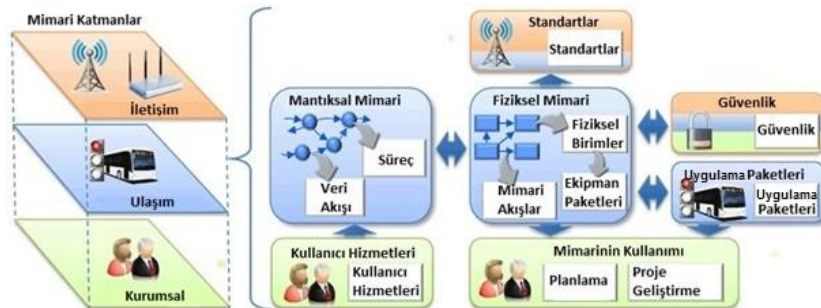 Mimari Katmanlar
İletişim
Ulaşım
Kurumsal
Mantıksal Mimari
Süreç
Veri
Akışı
Kullanıcı Hizmetleri
Kullanıcı
Hizmetleri
Standartlar
Standartlar
Fiziksel Mimari
Fiziksel
Birimler
Mimari
Akışlar
Ekipman
Paketleri
Güvenlik
Güvenlik
Uygulama Paketleri
Uygulama
Paketleri
Mimarinin Kullanımı
Planlama
Proje
Geliştirme